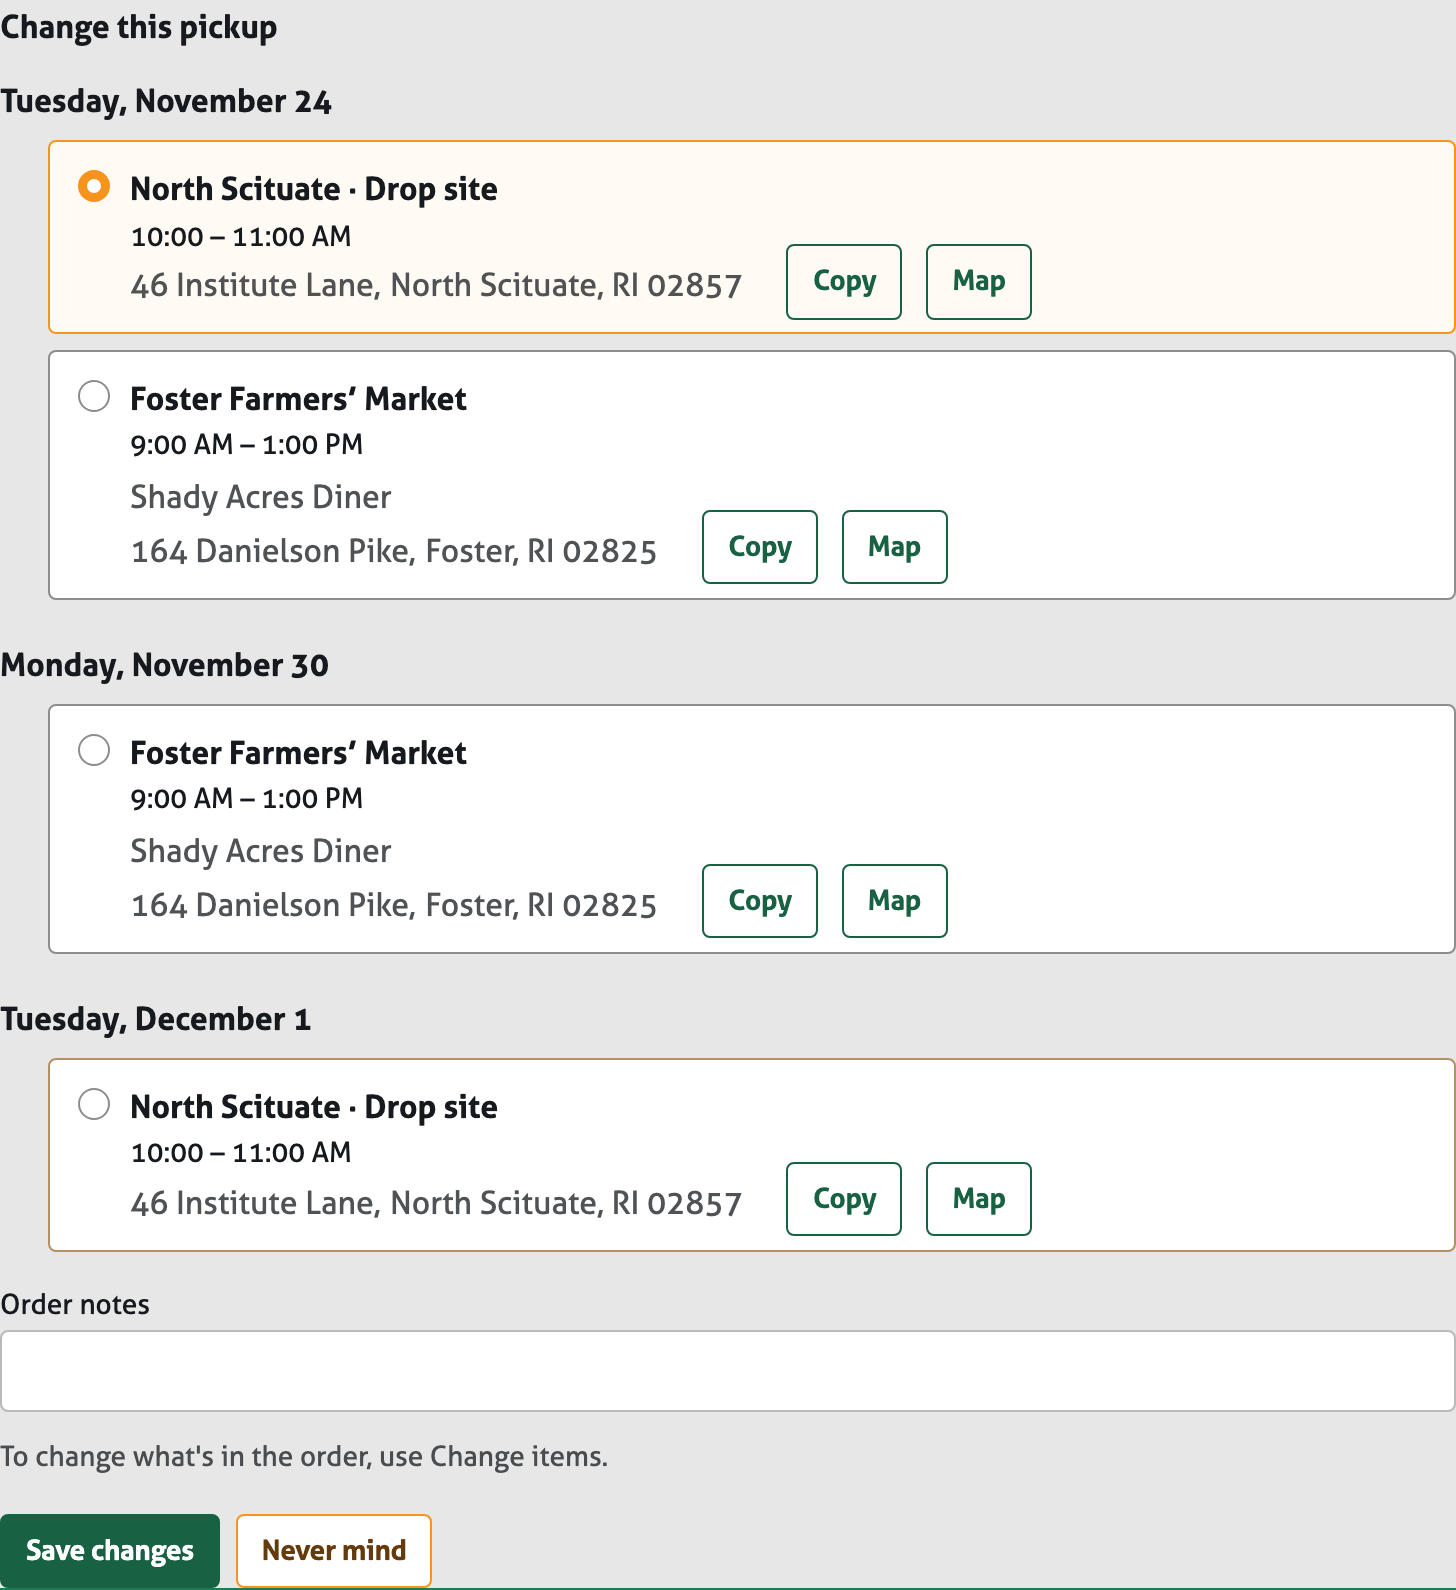 Change this pickup
Tuesday, November 24
North Scituate · Drop site
10:00 – 11:00 AM
46 Institute Lane, North Scituate, RI 02857 Copy Map
Foster Farmers’ Market
9:00 AM – 1:00 PM
Shady Acres Diner
164 Danielson Pike, Foster, RI 02825 Copy Map
Monday, November 30
Foster Farmers’ Market
9:00 AM – 1:00 PM
Shady Acres Diner
164 Danielson Pike, Foster, RI 02825 Copy Map
Tuesday, December 1
North Scituate · Drop site
10:00 – 11:00 AM
46 Institute Lane, North Scituate, RI 02857 Copy Map
Order notes
To change what's in the order, use Change items.
Save changes Never mind